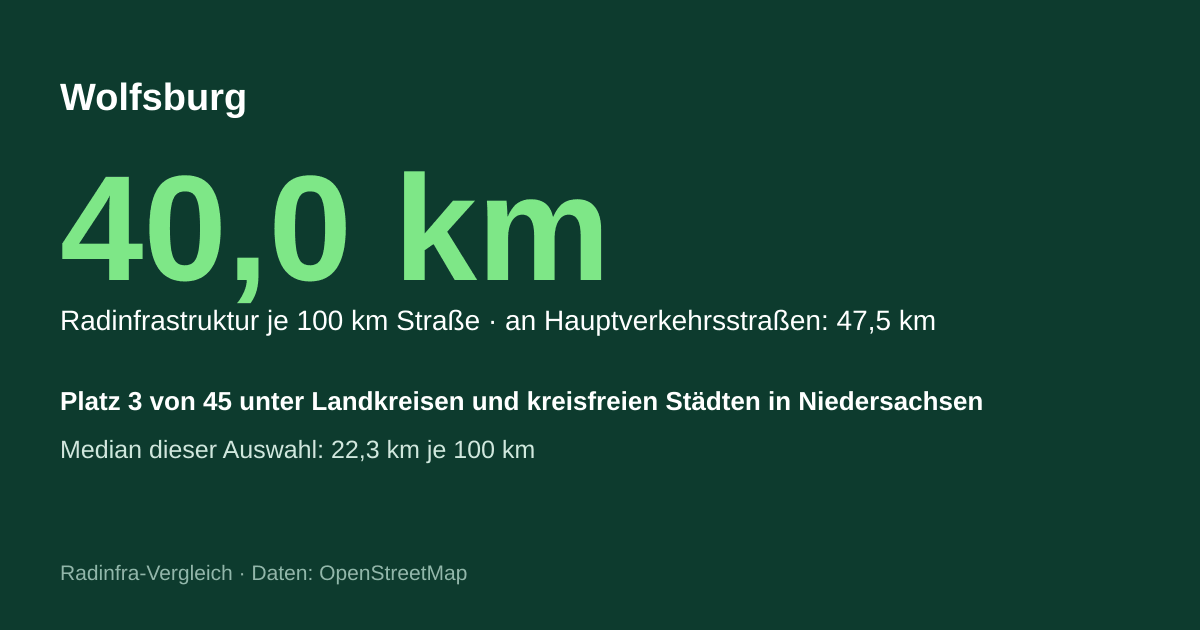 Wolfsburg
40,0 km
Radinfrastruktur je 100 km Straße · an Hauptverkehrsstraßen: 47,5 km
Platz 3 von 45 unter Landkreisen und kreisfreien Städten in Niedersachsen
Median dieser Auswahl: 22,3 km je 100 km
Radinfra-Vergleich · Daten: OpenStreetMap